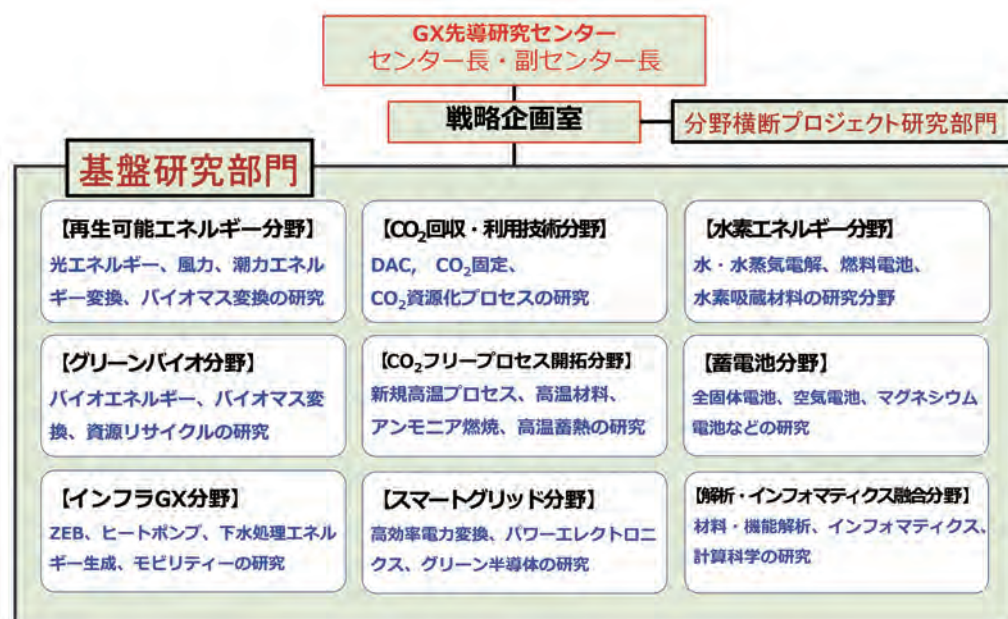 GX先導研究センター
センター長・副センター長
戦略企画室
分野横断プロジェクト研究部門
基盤研究部門
【再生可能エネルギー分野】
光エネルギー、風力、潮力エネル
ギー変換、バイオマス変換の研究
【CO₂回収・利用技術分野】
DAC, CO₂固定、
CO₂資源化プロセスの研究
【水素エネルギー分野】
水・水蒸気電解、燃料電池、
水素吸蔵材料の研究分野
【グリーンバイオ分野】
バイオエネルギー、バイオマス変
換、資源リサイクルの研究
【CO₂フリープロセス開拓分野】
新規高温プロセス、高温材料、
アンモニア燃焼、高温蓄熱の研究
【蓄電池分野】
全固体電池、空気電池、マグネシウム
電池などの研究
【インフラGX分野】
ZEB、ヒートポンプ、下水処理エネル
ギー生成、モビリティーの研究
【スマートグリッド分野】
高効率電力変換、パワーエレクトロニ
クス、グリーン半導体の研究
【解析・インフォマティクス融合分野】
材料・機能解析、インフォマティクス、
計算科学の研究